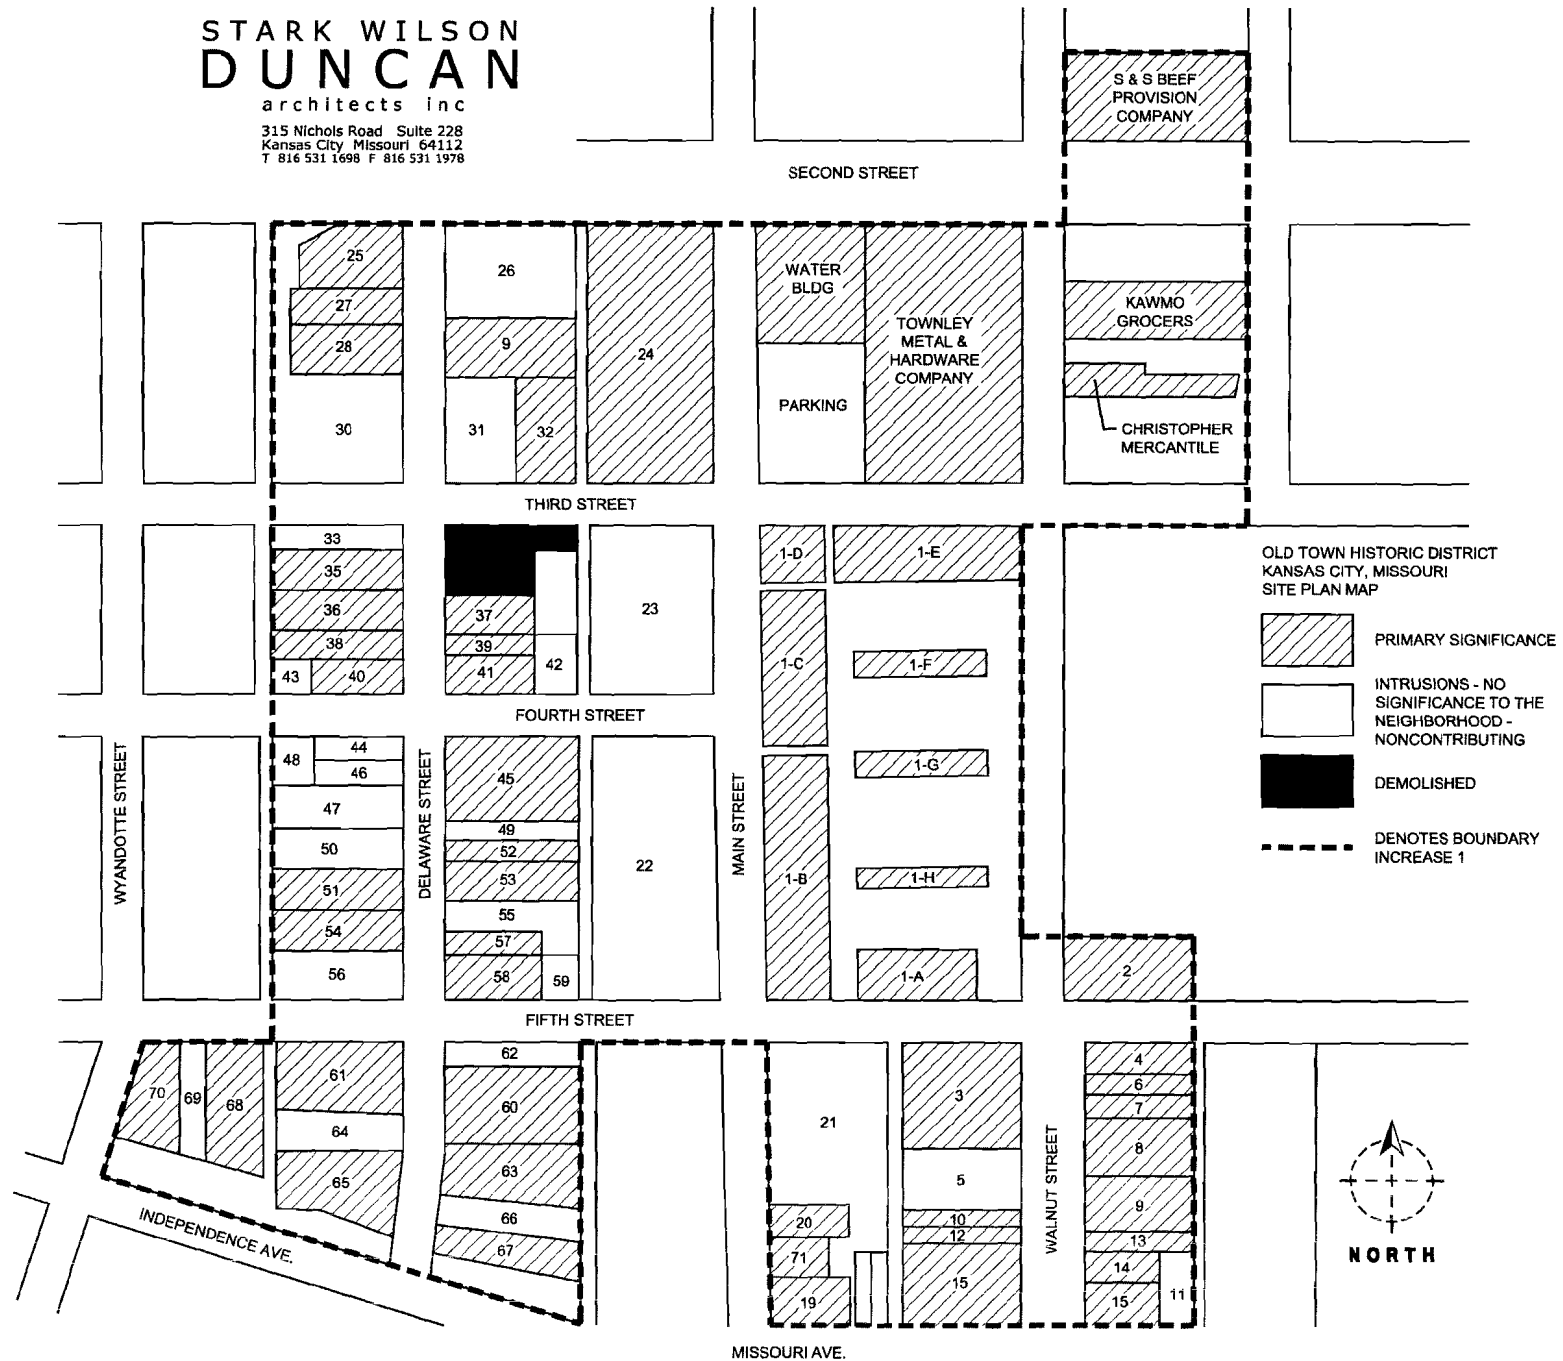 STARK WILSON
DUNCAN
architects inc
315 Nichols Road Suite 228
Kansas City Missouri 64112
T 816 531 1698 F 816 531 1978
S & S BEEF
PROVISION
COMPANY
SECOND STREET
25
26
27
28
9
24
30
31
32
WATER
BLDG
TOWNLEY
METAL &
HARDWARE
COMPANY
PARKING
KAWMO
GROCERS
CHRISTOPHER
MERCANTILE
THIRD STREET
33
35
36
38
43
40
37
39
41
42
23
1-D
1-E
1-C
1-F
1-G
1-B
1-H
1-A
OLD TOWN HISTORIC DISTRICT
KANSAS CITY, MISSOURI
SITE PLAN MAP
PRIMARY SIGNIFICANCE
INTRUSIONS - NO
SIGNIFICANCE TO THE
NEIGHBORHOOD -
NONCONTRIBUTING
DEMOLISHED
DENOTES BOUNDARY
INCREASE 1
FOURTH STREET
WYANDOTTE STREET
48
44
46
47
50
51
54
56
DELAWARE STREET
45
49
52
53
55
57
58
59
22
MAIN STREET
2
FIFTH STREET
70
69
68
61
64
65
62
60
63
66
67
INDEPENDENCE AVE.
21
20
71
19
3
5
10
12
15
WALNUT STREET
4
6
7
8
9
13
14
15
11
NORTH
MISSOURI AVE.